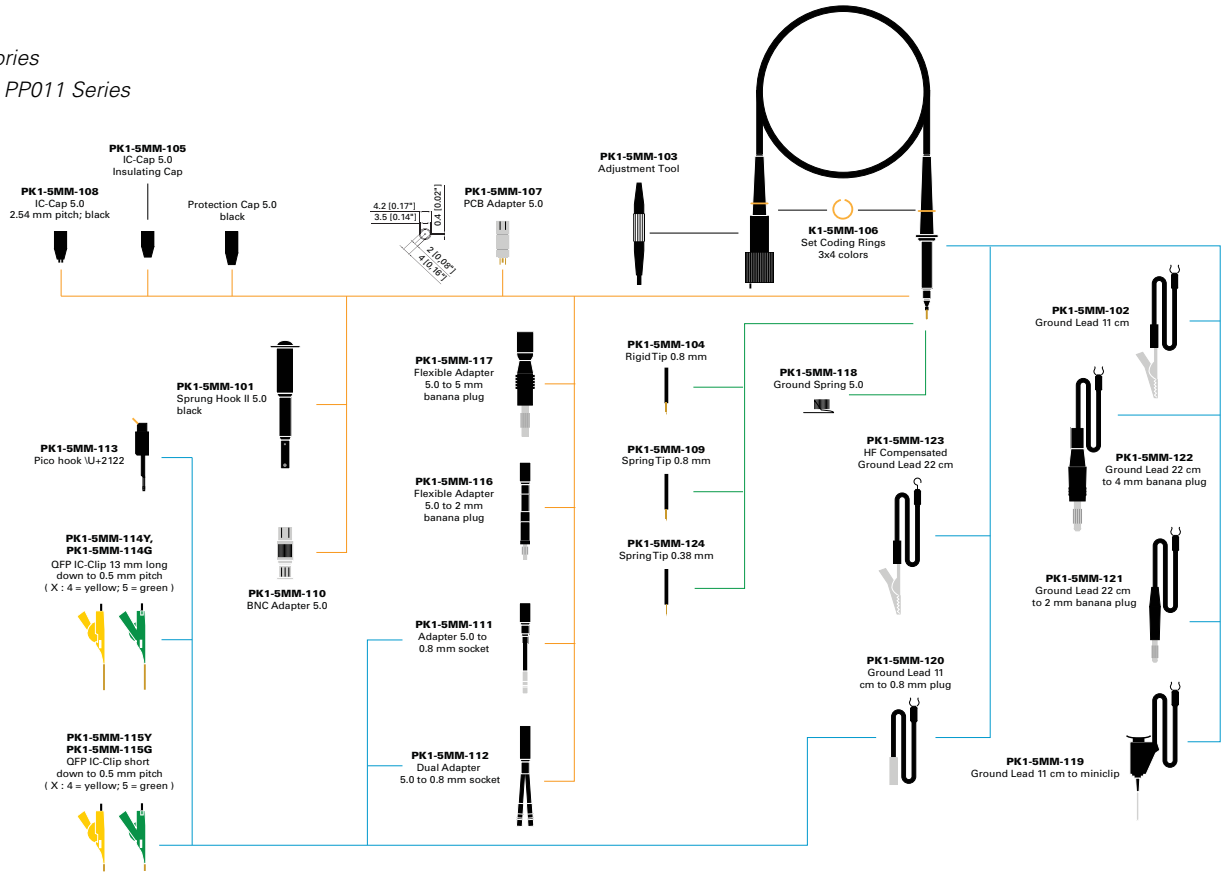 ories
PP011 Series
PK1-5MM-105
IC-Cap 5.0
Insulating Cap
PK1-5MM-108
IC-Cap 5.0
2.54 mm pitch; black
Protection Cap 5.0
black
4.2 [0.17"]
3.5 [0.14"]
0.4 [0.02"]
2 [0,08"]
4 [0,16"]
PK1-5MM-107
PCB Adapter 5.0
PK1-5MM-103
Adjustment Tool
K1-5MM-106
Set Coding Rings
3x4 colors
PK1-5MM-102
Ground Lead 11 cm
PK1-5MM-101
Sprung Hook II 5.0
black
PK1-5MM-117
Flexible Adapter
5.0 to 5 mm
banana plug
PK1-5MM-104
Rigid Tip 0.8 mm
PK1-5MM-118
Ground Spring 5.0
PK1-5MM-113
Pico hook \U+2122
PK1-5MM-109
Spring Tip 0.8 mm
PK1-5MM-123
HF Compensated
Ground Lead 22 cm
PK1-5MM-122
Ground Lead 22 cm
to 4 mm banana plug
PK1-5MM-116
Flexible Adapter
5.0 to 2 mm
banana plug
PK1-5MM-114Y,
PK1-5MM-114G
QFP IC-Clip 13 mm long
down to 0.5 mm pitch
( X : 4 = yellow; 5 = green )
PK1-5MM-124
Spring Tip 0.38 mm
PK1-5MM-110
BNC Adapter 5.0
PK1-5MM-121
Ground Lead 22 cm
to 2 mm banana plug
PK1-5MM-111
Adapter 5.0 to
0.8 mm socket
PK1-5MM-120
Ground Lead 11
cm to 0.8 mm plug
PK1-5MM-115Y
PK1-5MM-115G
QFP IC-Clip short
down to 0.5 mm pitch
( X : 4 = yellow; 5 = green )
PK1-5MM-112
Dual Adapter
5.0 to 0.8 mm socket
PK1-5MM-119
Ground Lead 11 cm to miniclip